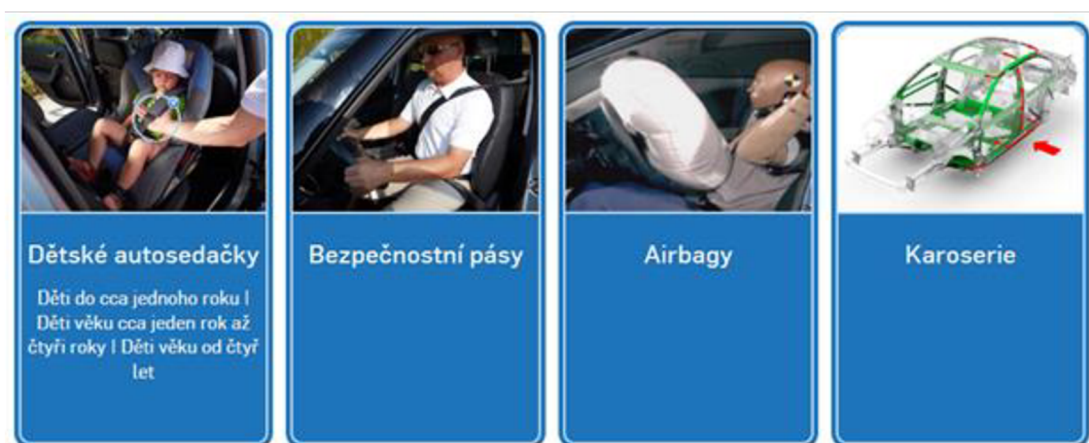 Dětské autosedačky
Děti do cca jednoho roku |
Děti věku cca jeden rok až
čtyři roky | Děti věku od čtyř
let
Bezpečnostní pásy
Airbagy
Karoserie